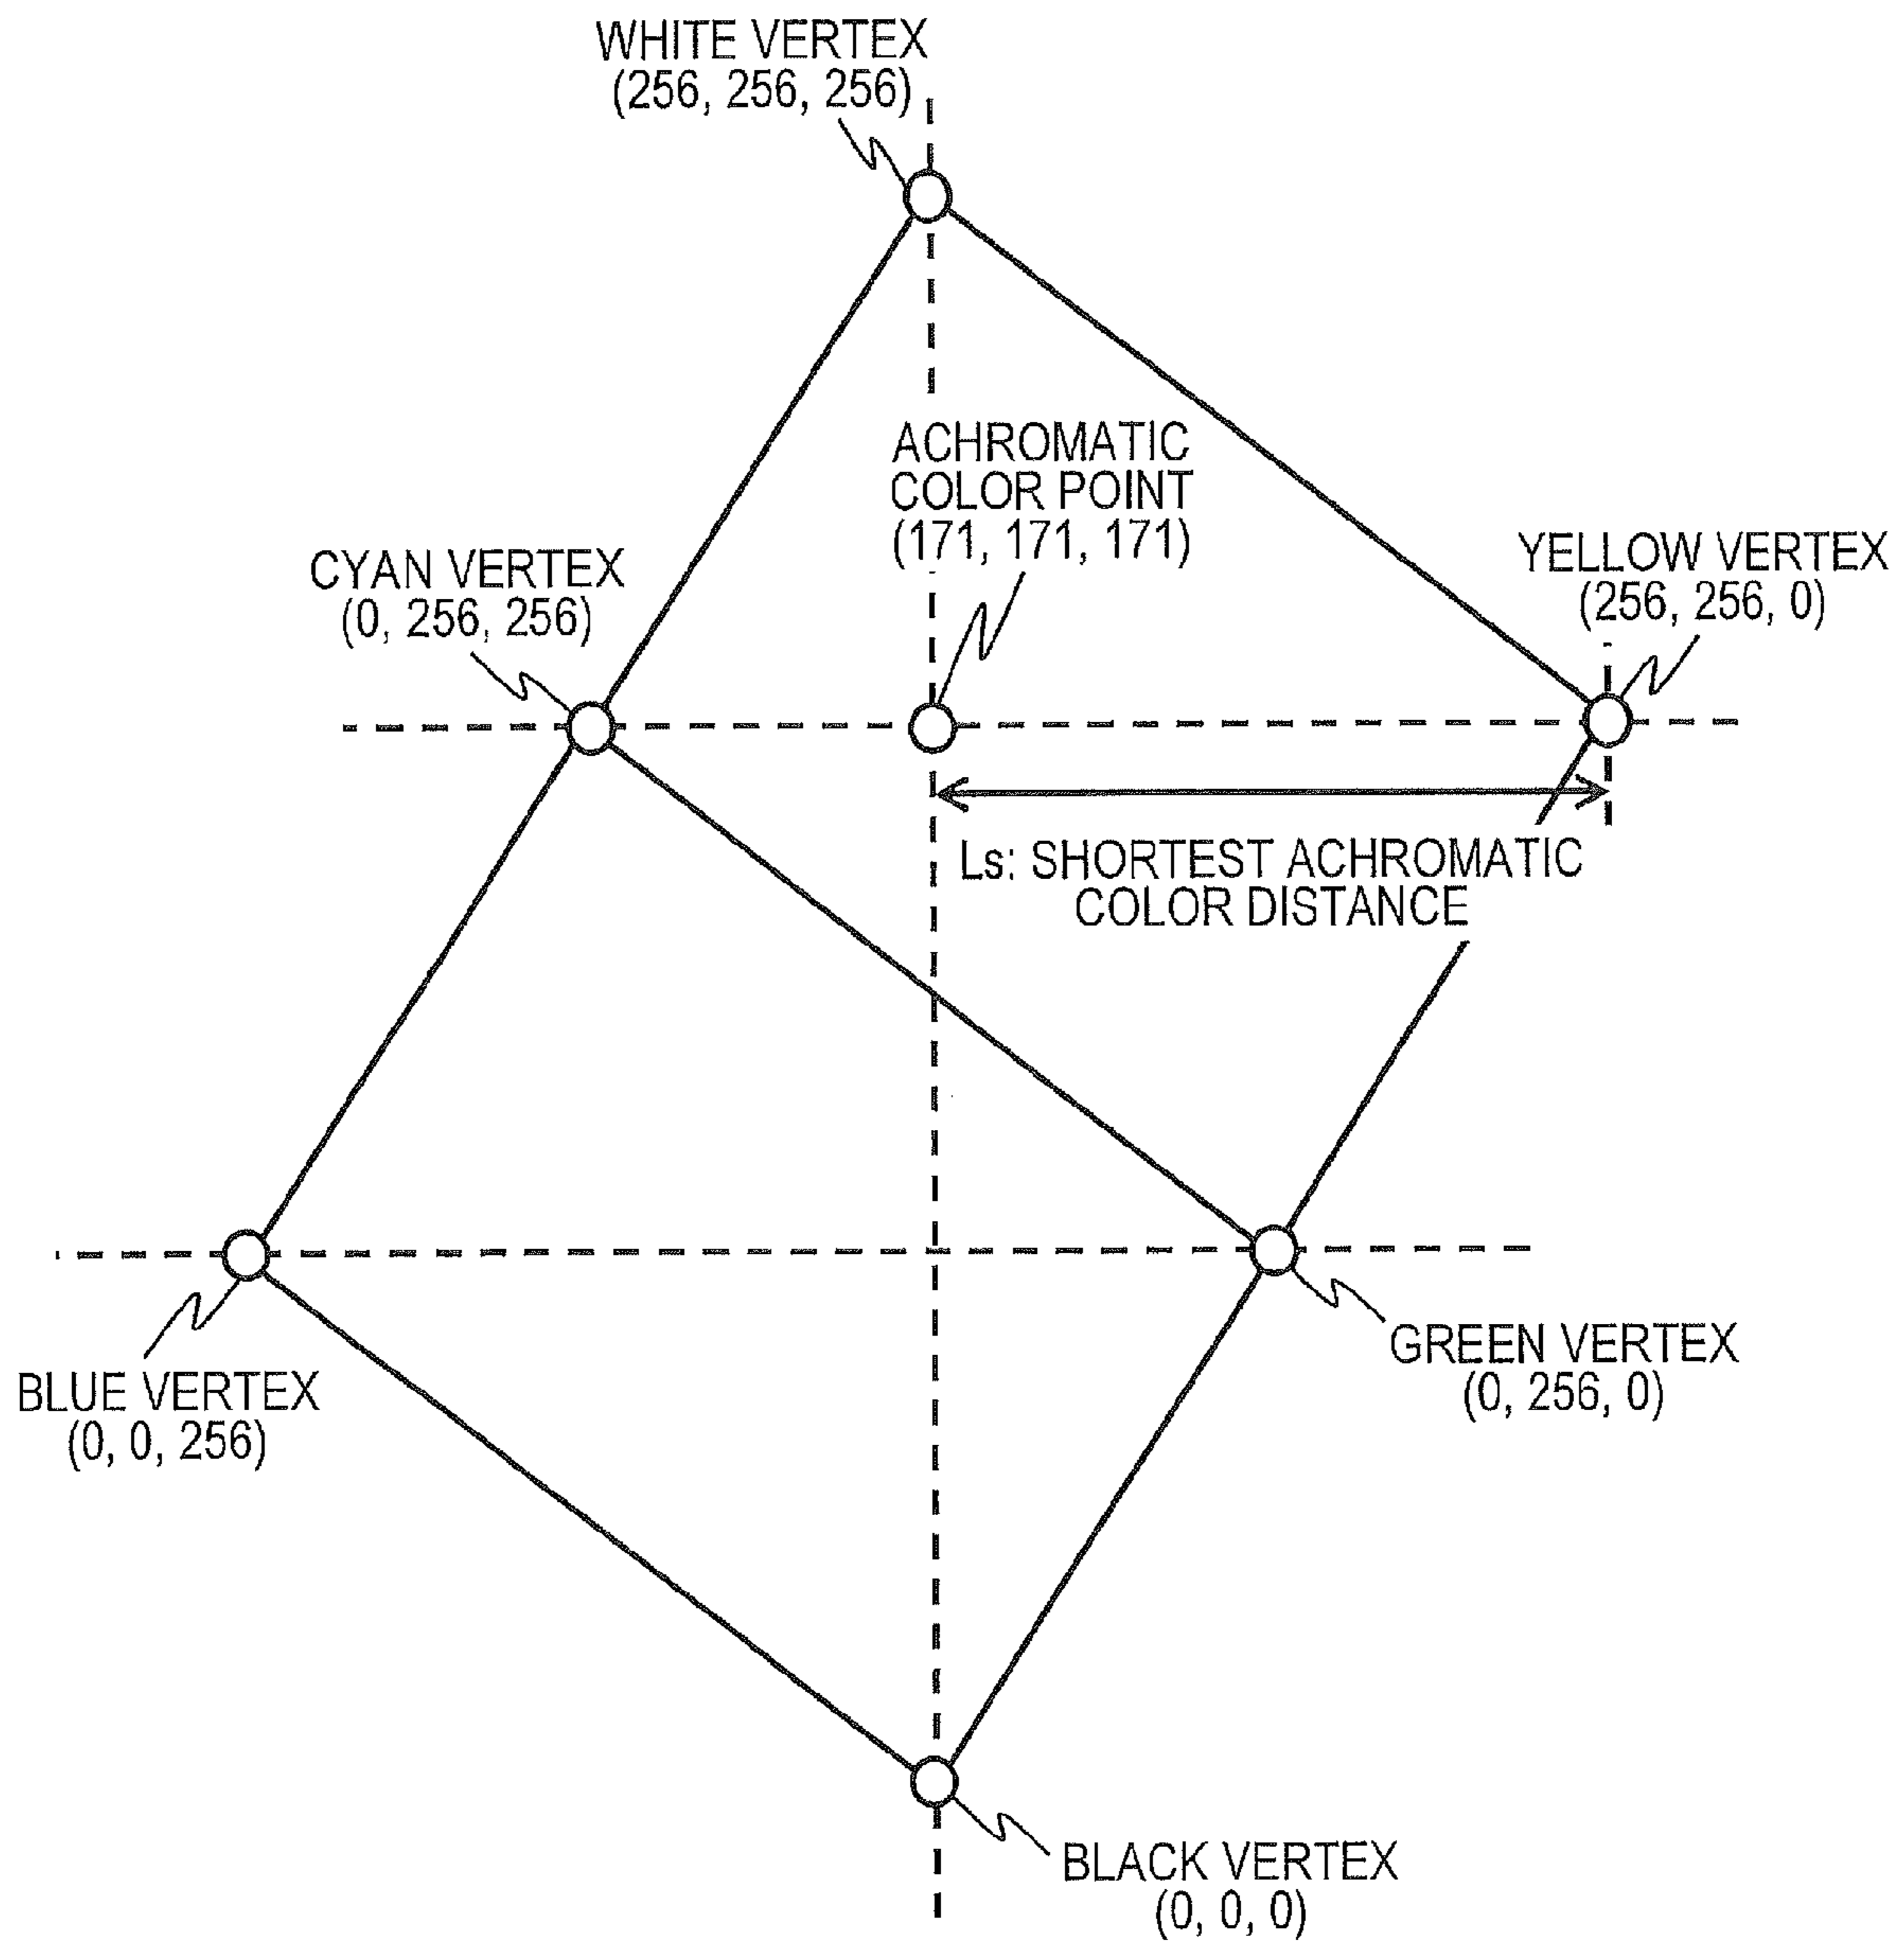 WHITE VERTEX
(256, 256, 256)
ACHROMATIC
COLOR POINT
(171, 171, 171)
CYAN VERTEX
(0, 256, 256)
YELLOW VERTEX
(256, 256, 0)
Ls: SHORTEST ACHROMATIC
COLOR DISTANCE
BLUE VERTEX
(0, 0, 256)
GREEN VERTEX
(0, 256, 0)
BLACK VERTEX
(0, 0, 0)